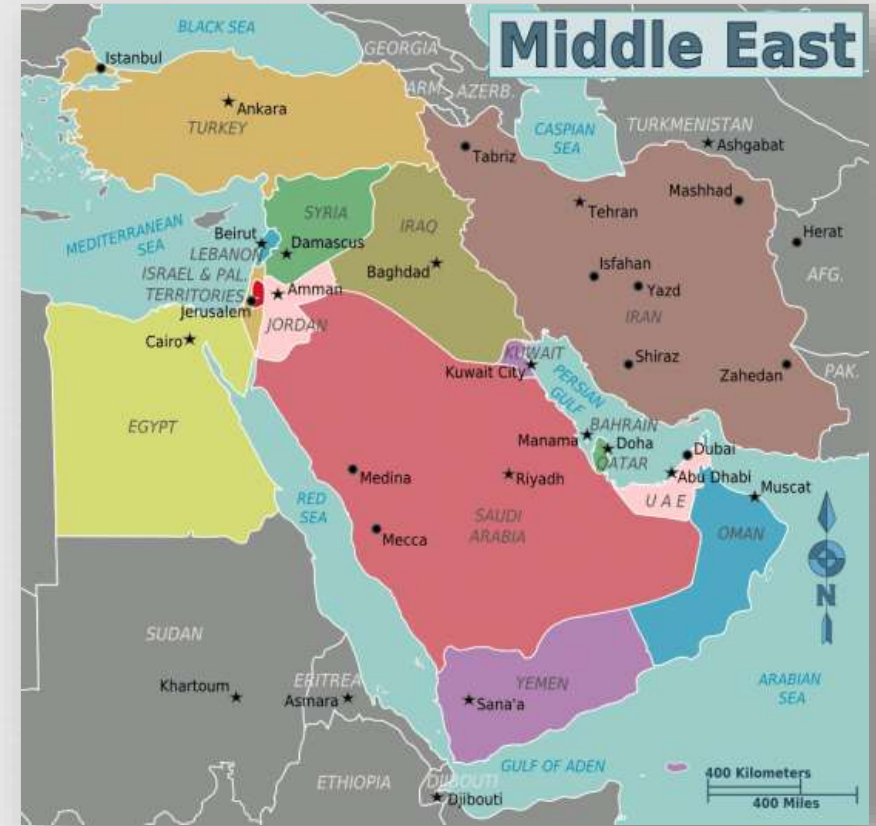 Middle East
BLACK SEA
Istanbul
GEORGIA
Ankara
TURKEY
ARM.
AZERB.
CASPIAN
SEA
TURKMENISTAN
Ashgabat
Tabriz
Mashhad
Tehran
Herat
AFG.
MEDITERRANEAN
SEA
SYRIA
Beirut
LEBANON
Damascus
IRAQ
Baghdad
Isfahan
Yazd
IRAN
ISRAEL & PAL.
TERRITORIES
Amman
Jerusalem
JORDAN
Cairo
KUWAIT
Kuwait City
Shiraz
Zahedan
PAK.
PERSIAN
GULF
EGYPT
BAHRAIN
Manama
Doha
QATAR
Dubai
Abu Dhabi
U A E
Muscat
Medina
Riyadh
RED
SEA
SAUDI
ARABIA
Mecca
OMAN
N
SUDAN
Khartoum
ERITREA
Asmara
YEMEN
Sana'a
ARABIAN
SEA
GULF OF ADEN
ETHIOPIA
DJIBOUTI
Djibouti
400 Kilometers
400 Miles